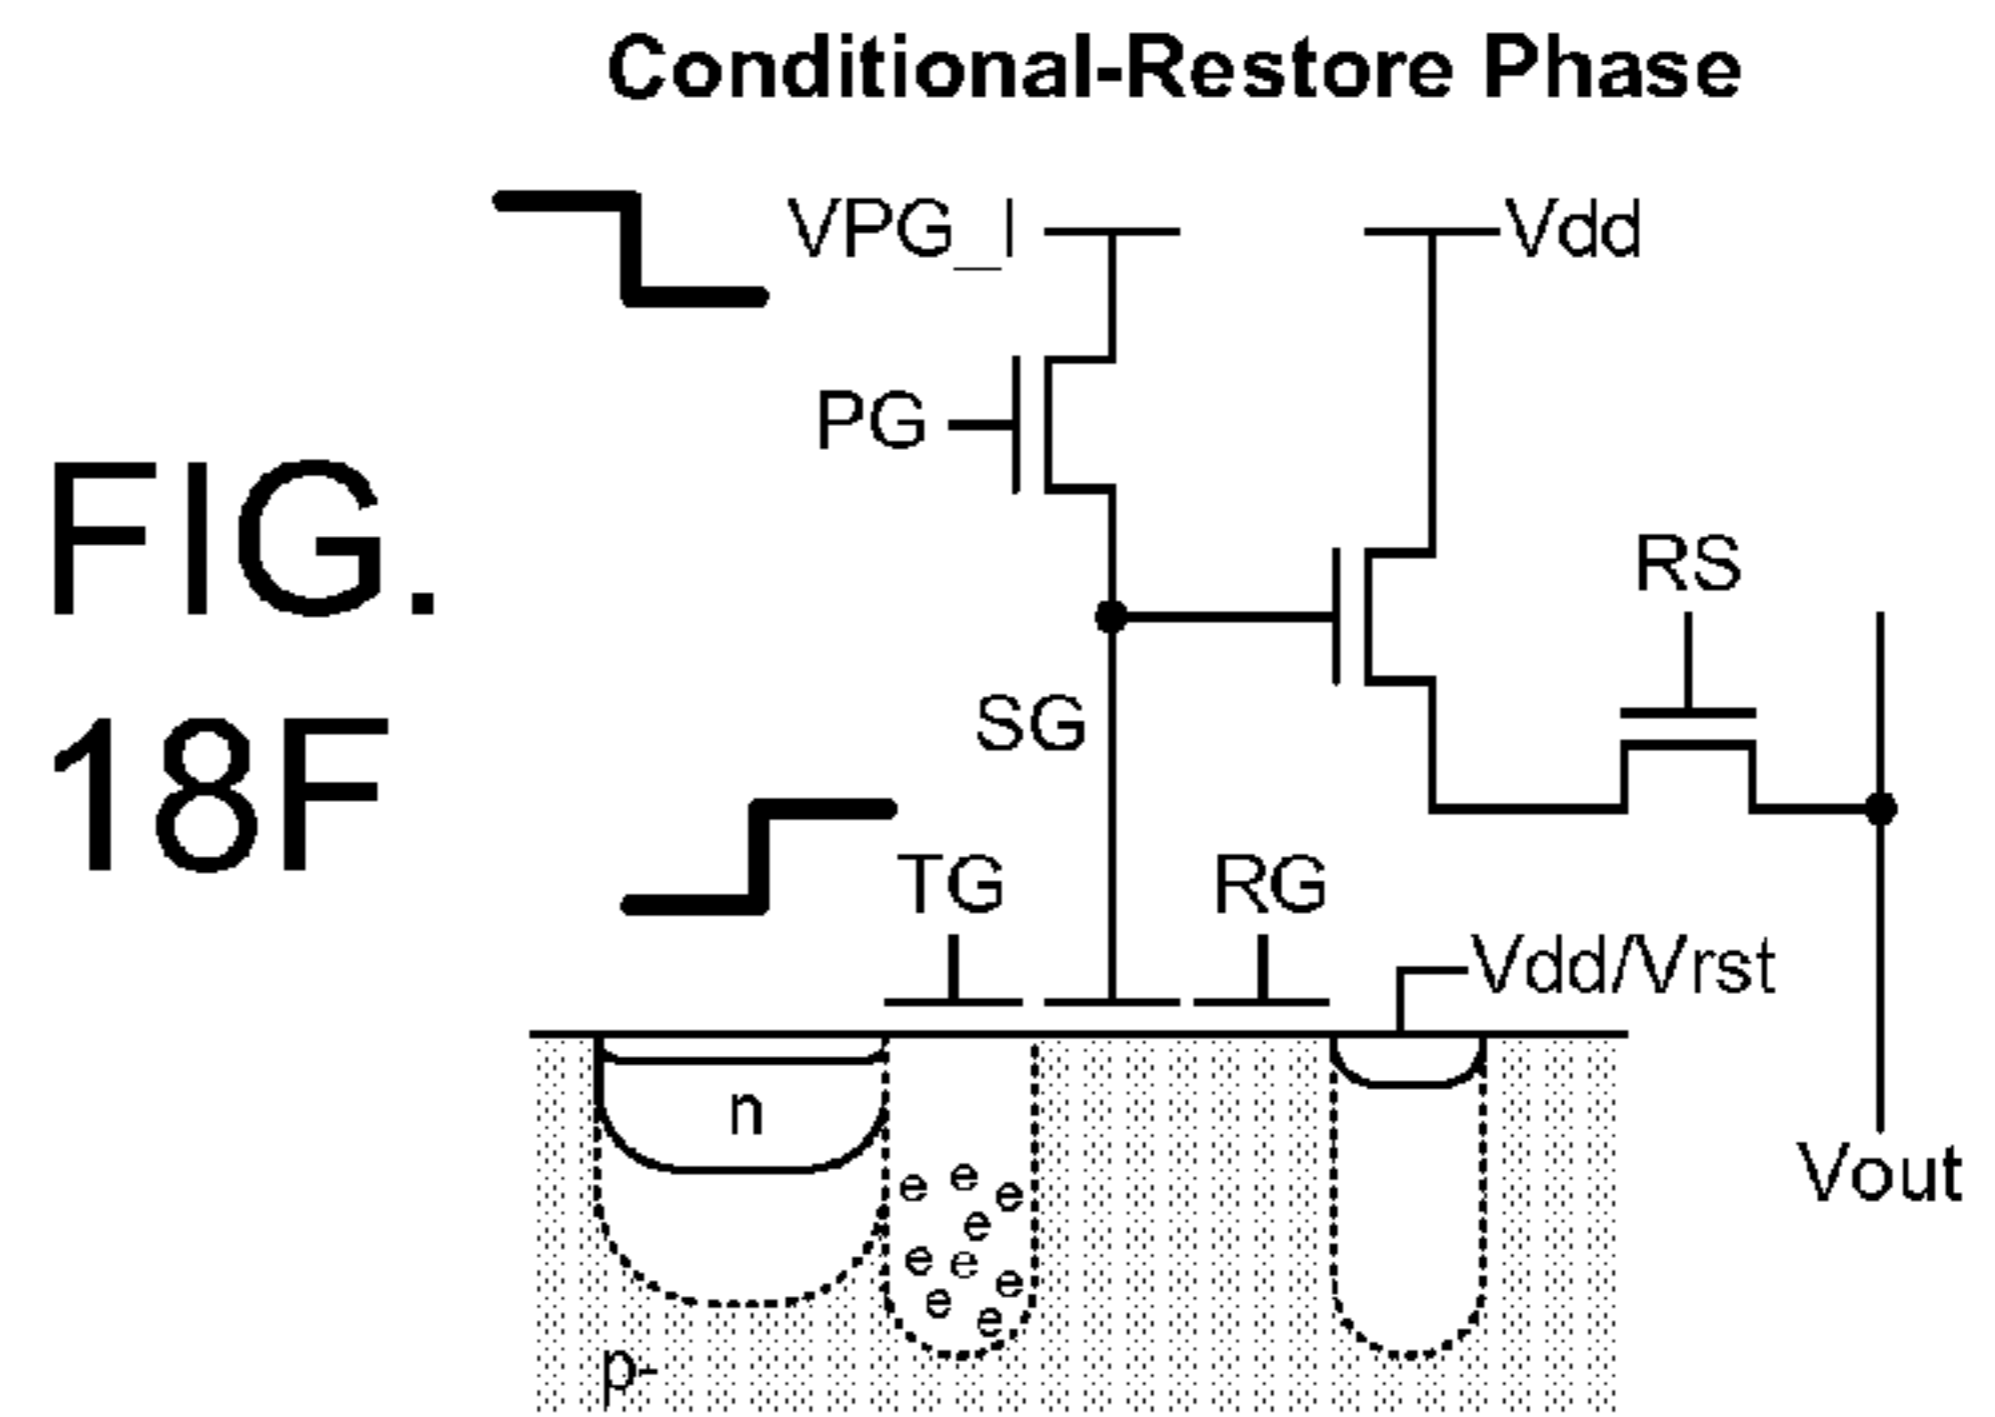 Conditional-Restore Phase
VPG_I
Vdd
PG
FIG.
18F
RS
SG
TG
RG
Vdd/Vrst
n
Vout
p-